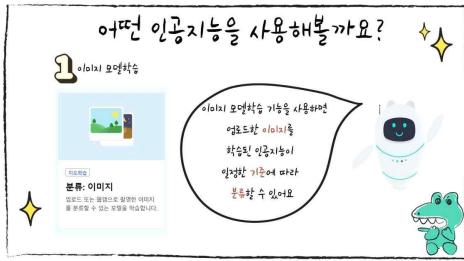 어떤 인공지능을 사용해볼까요?
1 이미지 모델학습
이미지 모델학습 기능을 사용하면
업로드한 이미지를
학습된 인공지능이
일정한 기준에 따라
분류할 수 있어요
지도학습
분류: 이미지
업로드 또는 웹캠으로 촬영한 이미지
를 분류할 수 있는 모델을 학습합니다.